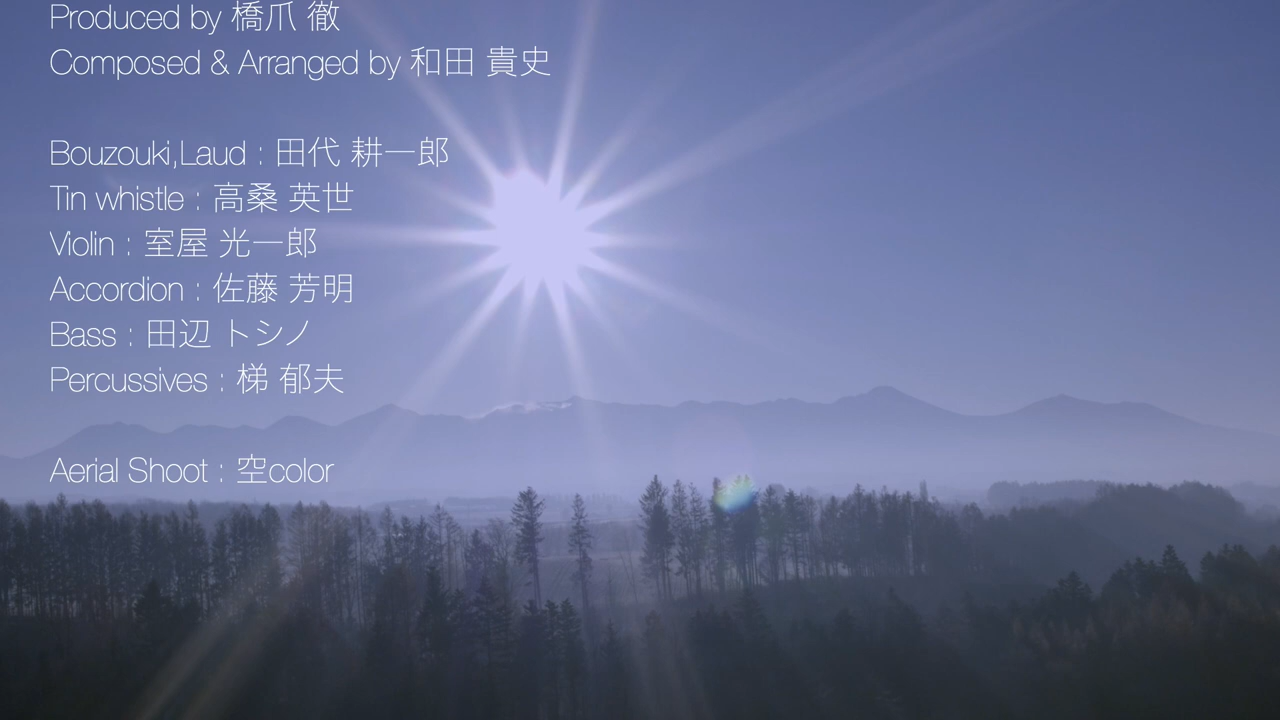 Produced by 橋爪 徹
Composed & Arranged by 和田 貴史
Bouzouki,Laud : 田代 耕一郎
Tin whistle : 高桑 英世
Violin : 室屋 光一郎
Accordion : 佐藤 芳明
Bass : 田辺 トシノ
Percussives : 梯 郁夫
Aerial Shoot : 空color